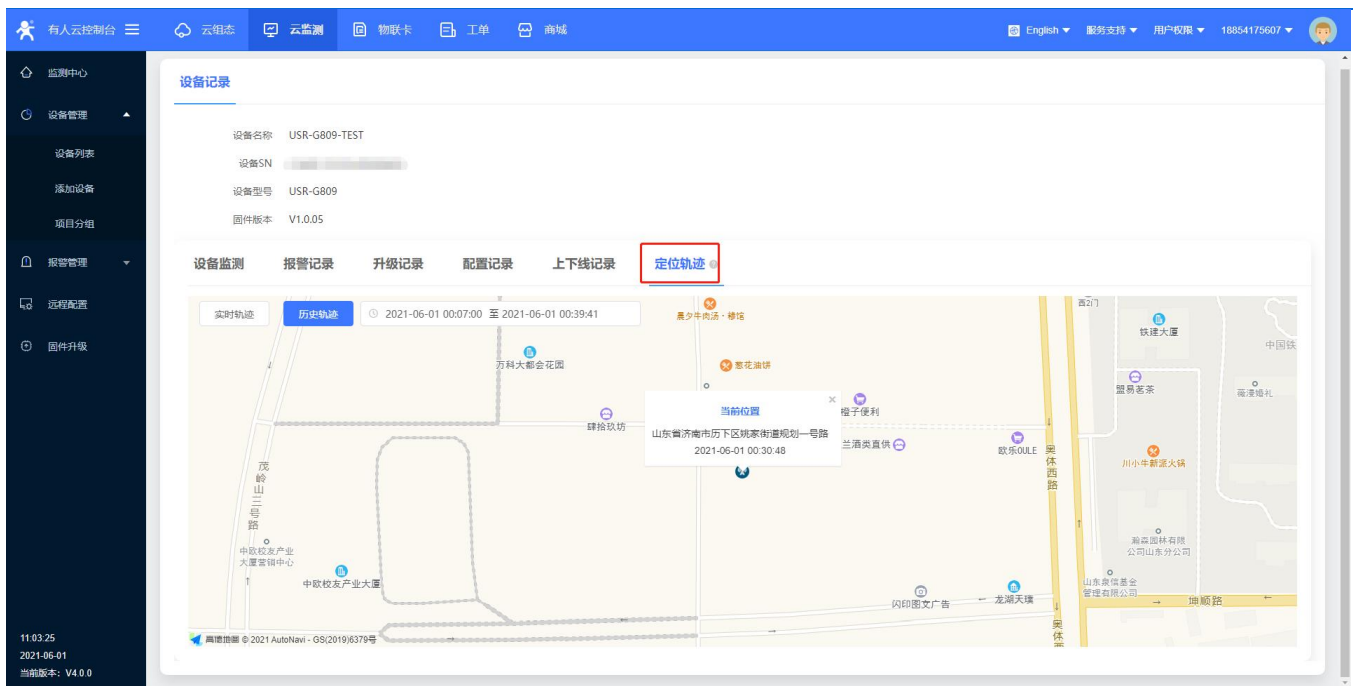 有人云控制台
云组态
云监测
物联卡
工单
商城
English
服务支持
用户权限
18854175607
监测中心
设备管理
设备列表
添加设备
项目分组
报警管理
远程配置
固件升级
11:03:25
2021-06-01
当前版本：V4.0.0
设备记录
设备名称 USR-G809-TEST
设备SN
设备型号 USR-G809
固件版本 V1.0.05
设备监测
报警记录
升级记录
配置记录
上下线记录
定位轨迹
实时轨迹
历史轨迹
2021-06-01 00:07:00 至 2021-06-01 00:39:41
晨夕牛肉汤·穆馆
西2门
铁建大厦
中国铁
万科大都会花园
葱花油饼
盟易茗茶
薇漫婚礼
当前位置
山东省济南市历下区姚家街道规划一号路
2021-06-01 00:30:48
橙子便利
肆拾玖坊
兰酒类直供
欧乐OULE
奥体西路
川小牛新派火锅
茂岭山三号路
中欧校友产业
大厦营销中心
中欧校友产业大厦
瀚森园林有限
公司山东分公司
山东泉信基金
管理有限公司
闪印图文广告
龙湖天璞
坤顺路
奥体西
高德地图 © 2021 AutoNavi - GS(2019)6379号